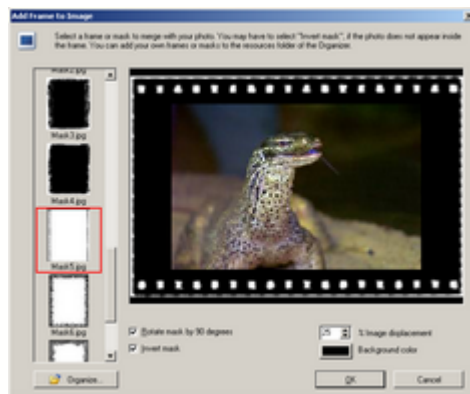 Add Frame to Image
Select a frame or mask to merge with your photo. You may have to select "Invert mask", if the photo does not appear inside
the frame. You can add your own frames or masks to the resources folder of the Organizer.
Mask2.jpg
Mask3.jpg
Mask4.jpg
Mask5.jpg
Mask6.jpg
Rotate mask by 90 degrees
Invert mask
25
% Image displacement
Background color
Organize...
OK
Cancel